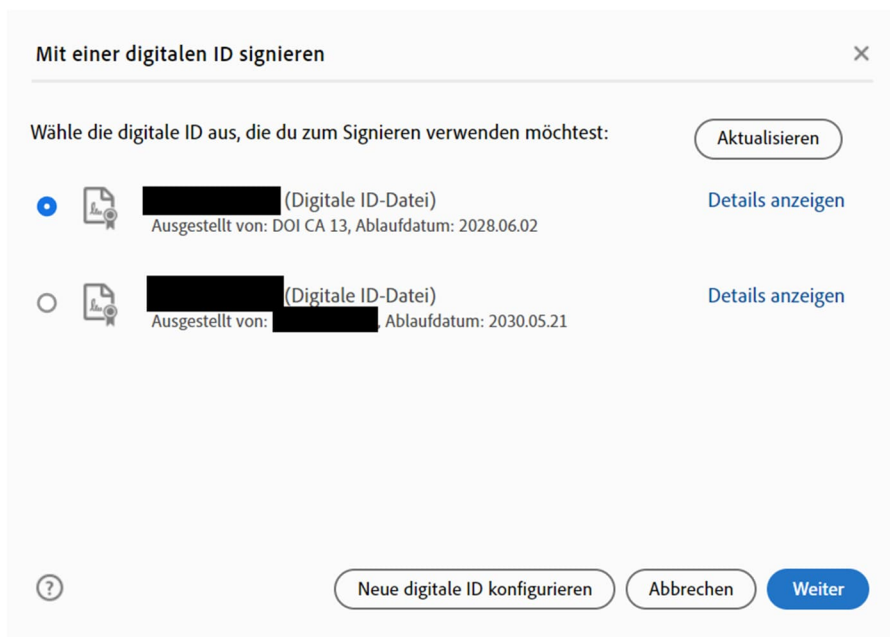 Mit einer digitalen ID signieren
Wähle die digitale ID aus, die du zum Signieren verwenden möchtest:
Aktualisieren
(Digitale ID-Datei)
Details anzeigen
Ausgestellt von: DOI CA 13, Ablaufdatum: 2028.06.02
(Digitale ID-Datei)
Details anzeigen
Ausgestellt von: , Ablaufdatum: 2030.05.21
?
Neue digitale ID konfigurieren
Abbrechen
Weiter